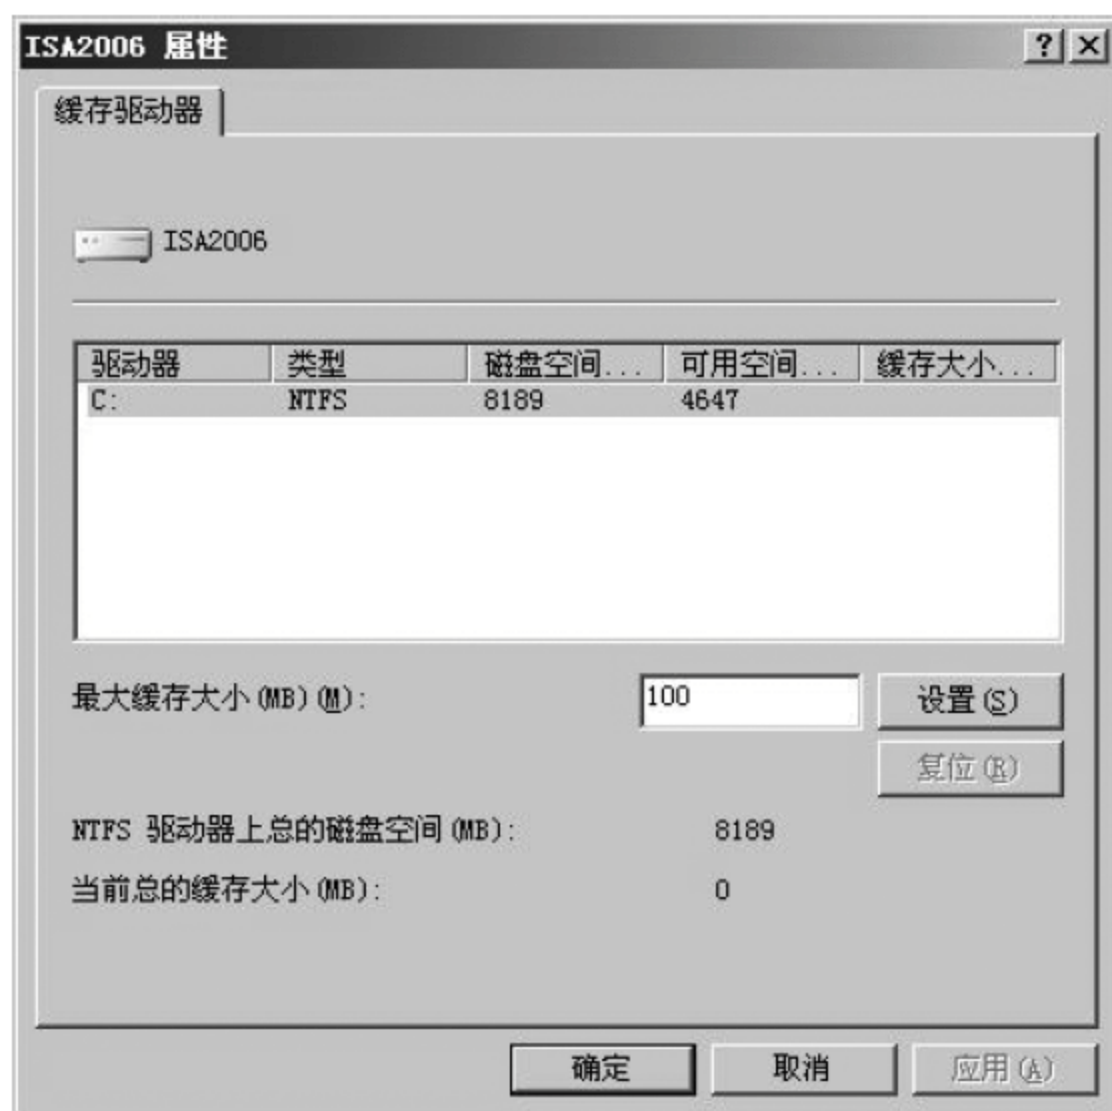 ISA2006 属性
缓存驱动器
ISA2006
驱动器 类型 磁盘空间... 可用空间... 缓存大小...
C: NTFS 8189 4647
最大缓存大小(MB)(M): 100 设置(S)
复位(R)
NTFS 驱动器上总的磁盘空间(MB): 8189
当前总的缓存大小(MB): 0
确定 取消 应用(A)